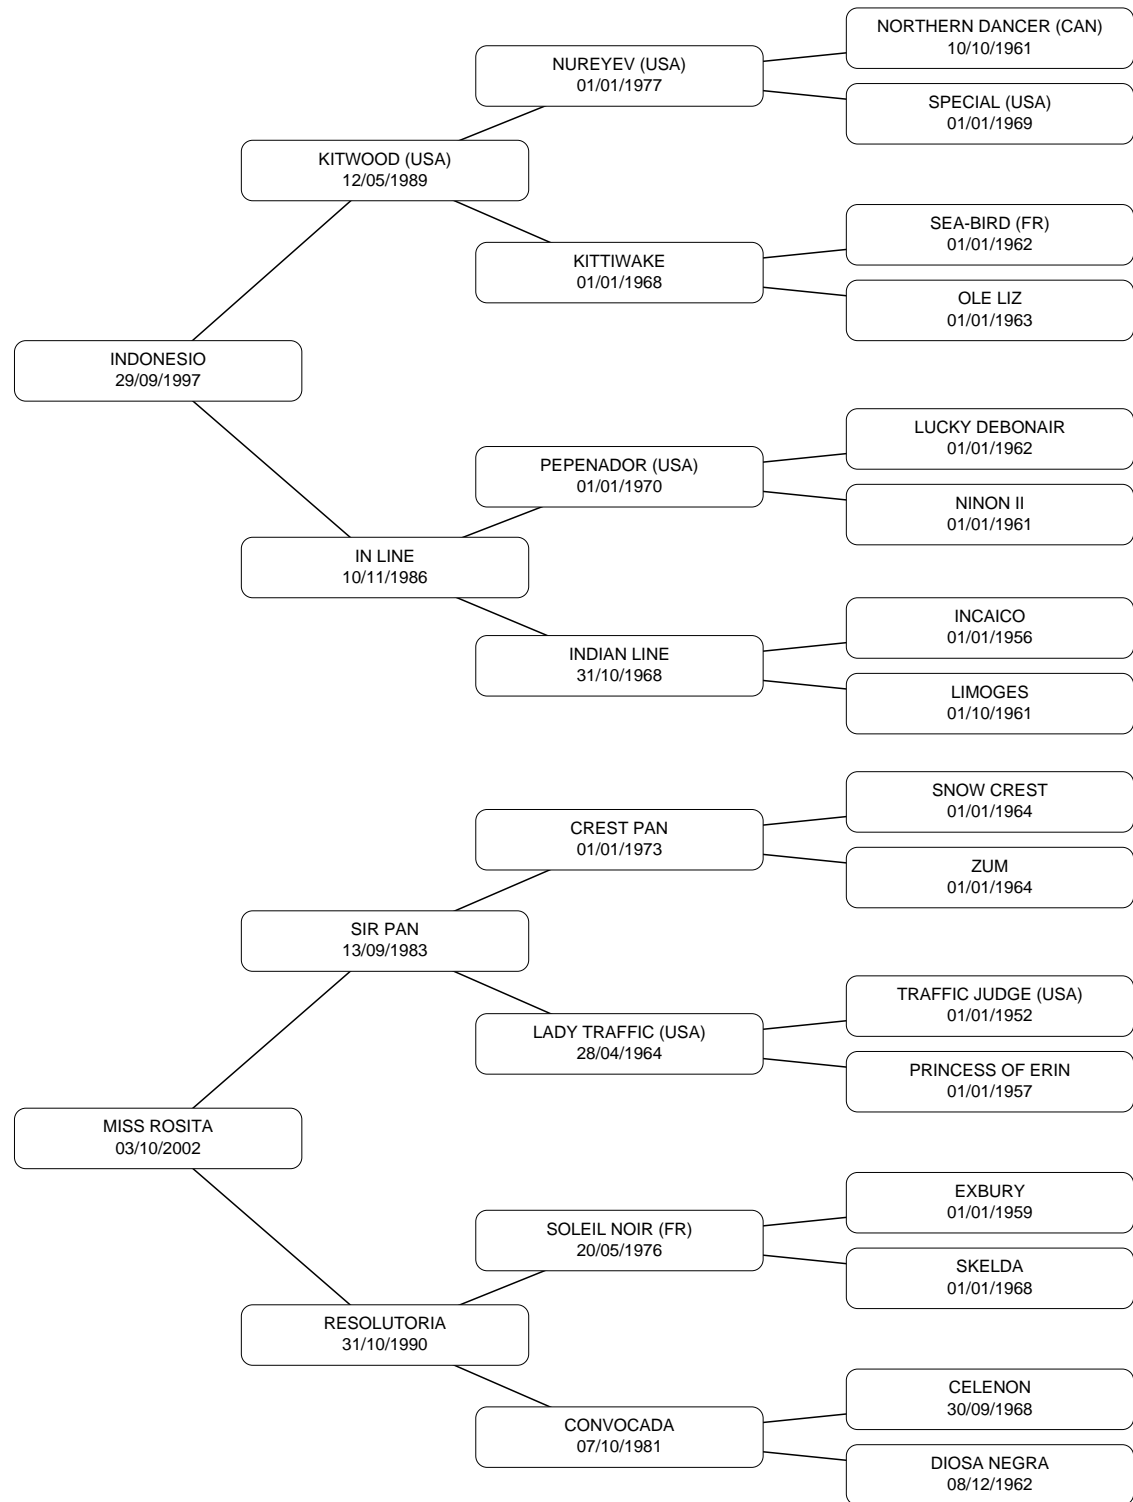 NORTHERN DANCER (CAN)
10/10/1961
NUREYEV (USA)
01/01/1977
SPECIAL (USA)
01/01/1969
KITWOOD (USA)
12/05/1989
SEA-BIRD (FR)
01/01/1962
KITTIWAKE
01/01/1968
OLE LIZ
01/01/1963
INDONESIO
29/09/1997
LUCKY DEBONAIR
01/01/1962
PEPENADOR (USA)
01/01/1970
NINON II
01/01/1961
IN LINE
10/11/1986
INCAICO
01/01/1956
INDIAN LINE
31/10/1968
LIMOGES
01/10/1961
SNOW CREST
01/01/1964
CREST PAN
01/01/1973
ZUM
01/01/1964
SIR PAN
13/09/1983
TRAFFIC JUDGE (USA)
01/01/1952
LADY TRAFFIC (USA)
28/04/1964
PRINCESS OF ERIN
01/01/1957
MISS ROSITA
03/10/2002
EXBURY
01/01/1959
SOLEIL NOIR (FR)
20/05/1976
SKELDA
01/01/1968
RESOLUTORIA
31/10/1990
CELENON
30/09/1968
CONVOCADA
07/10/1981
DIOSA NEGRA
08/12/1962